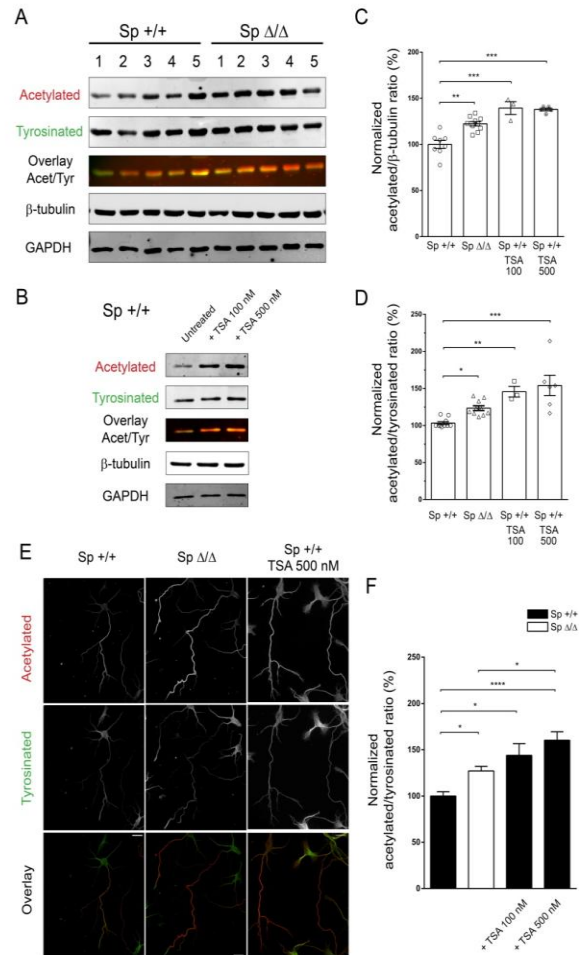 A
Sp +/+ Sp Δ/Δ
1 2 3 4 5 1 2 3 4 5
Acetylated
Tyrosinated
Overlay
Acet/Tyr
β-tubulin
GAPDH
B
Sp +/+
Untreated
+ TSA 100 nM
+ TSA 500 nM
Acetylated
Tyrosinated
Overlay
Acet/Tyr
β-tubulin
GAPDH
C
Normalized
acetylated/β-tubulin ratio (%)
200
150
100
50
0
***
***
**
Sp +/+
Sp Δ/Δ
Sp +/+
TSA
100
Sp +/+
TSA
500
D
Normalized
acetylated/tyrosinated ratio (%)
250
200
150
100
50
0
***
**
*
Sp +/+
Sp Δ/Δ
Sp +/+
TSA
100
Sp +/+
TSA
500
E
Sp +/+
Sp Δ/Δ
Sp +/+
TSA 500 nM
Acetylated
Tyrosinated
Overlay
F
Sp +/+
Sp Δ/Δ
Normalized
acetylated/tyrosinated ratio (%)
200
150
100
50
0
*
****
*
*
+ TSA 100 nM
+ TSA 500 nM